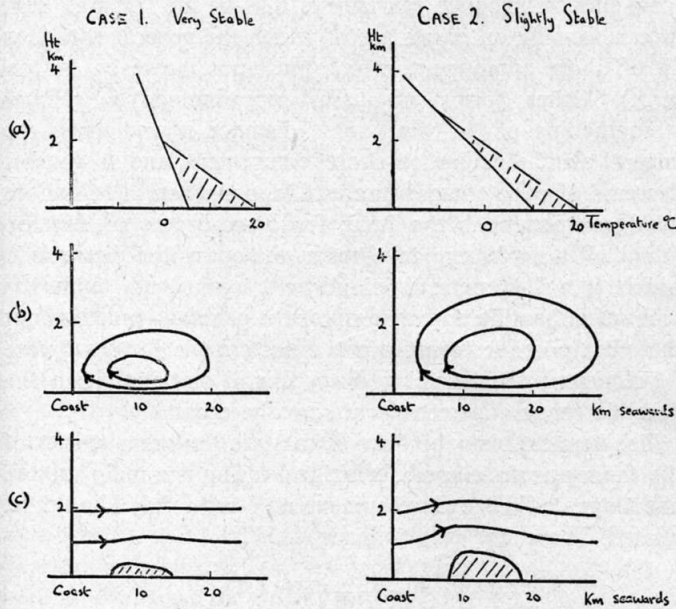 CASE 1. Very Stable
CASE 2. Slightly Stable
Ht
km
4
2
(a)
0
20
Ht
km
4
2
0
20
Temperature °C
4
2
(b)
Coast
10
20
4
2
Coast
20
Km seawards
4
2
(c)
Coast
10
20
4
2
Coast
20
Km seawards